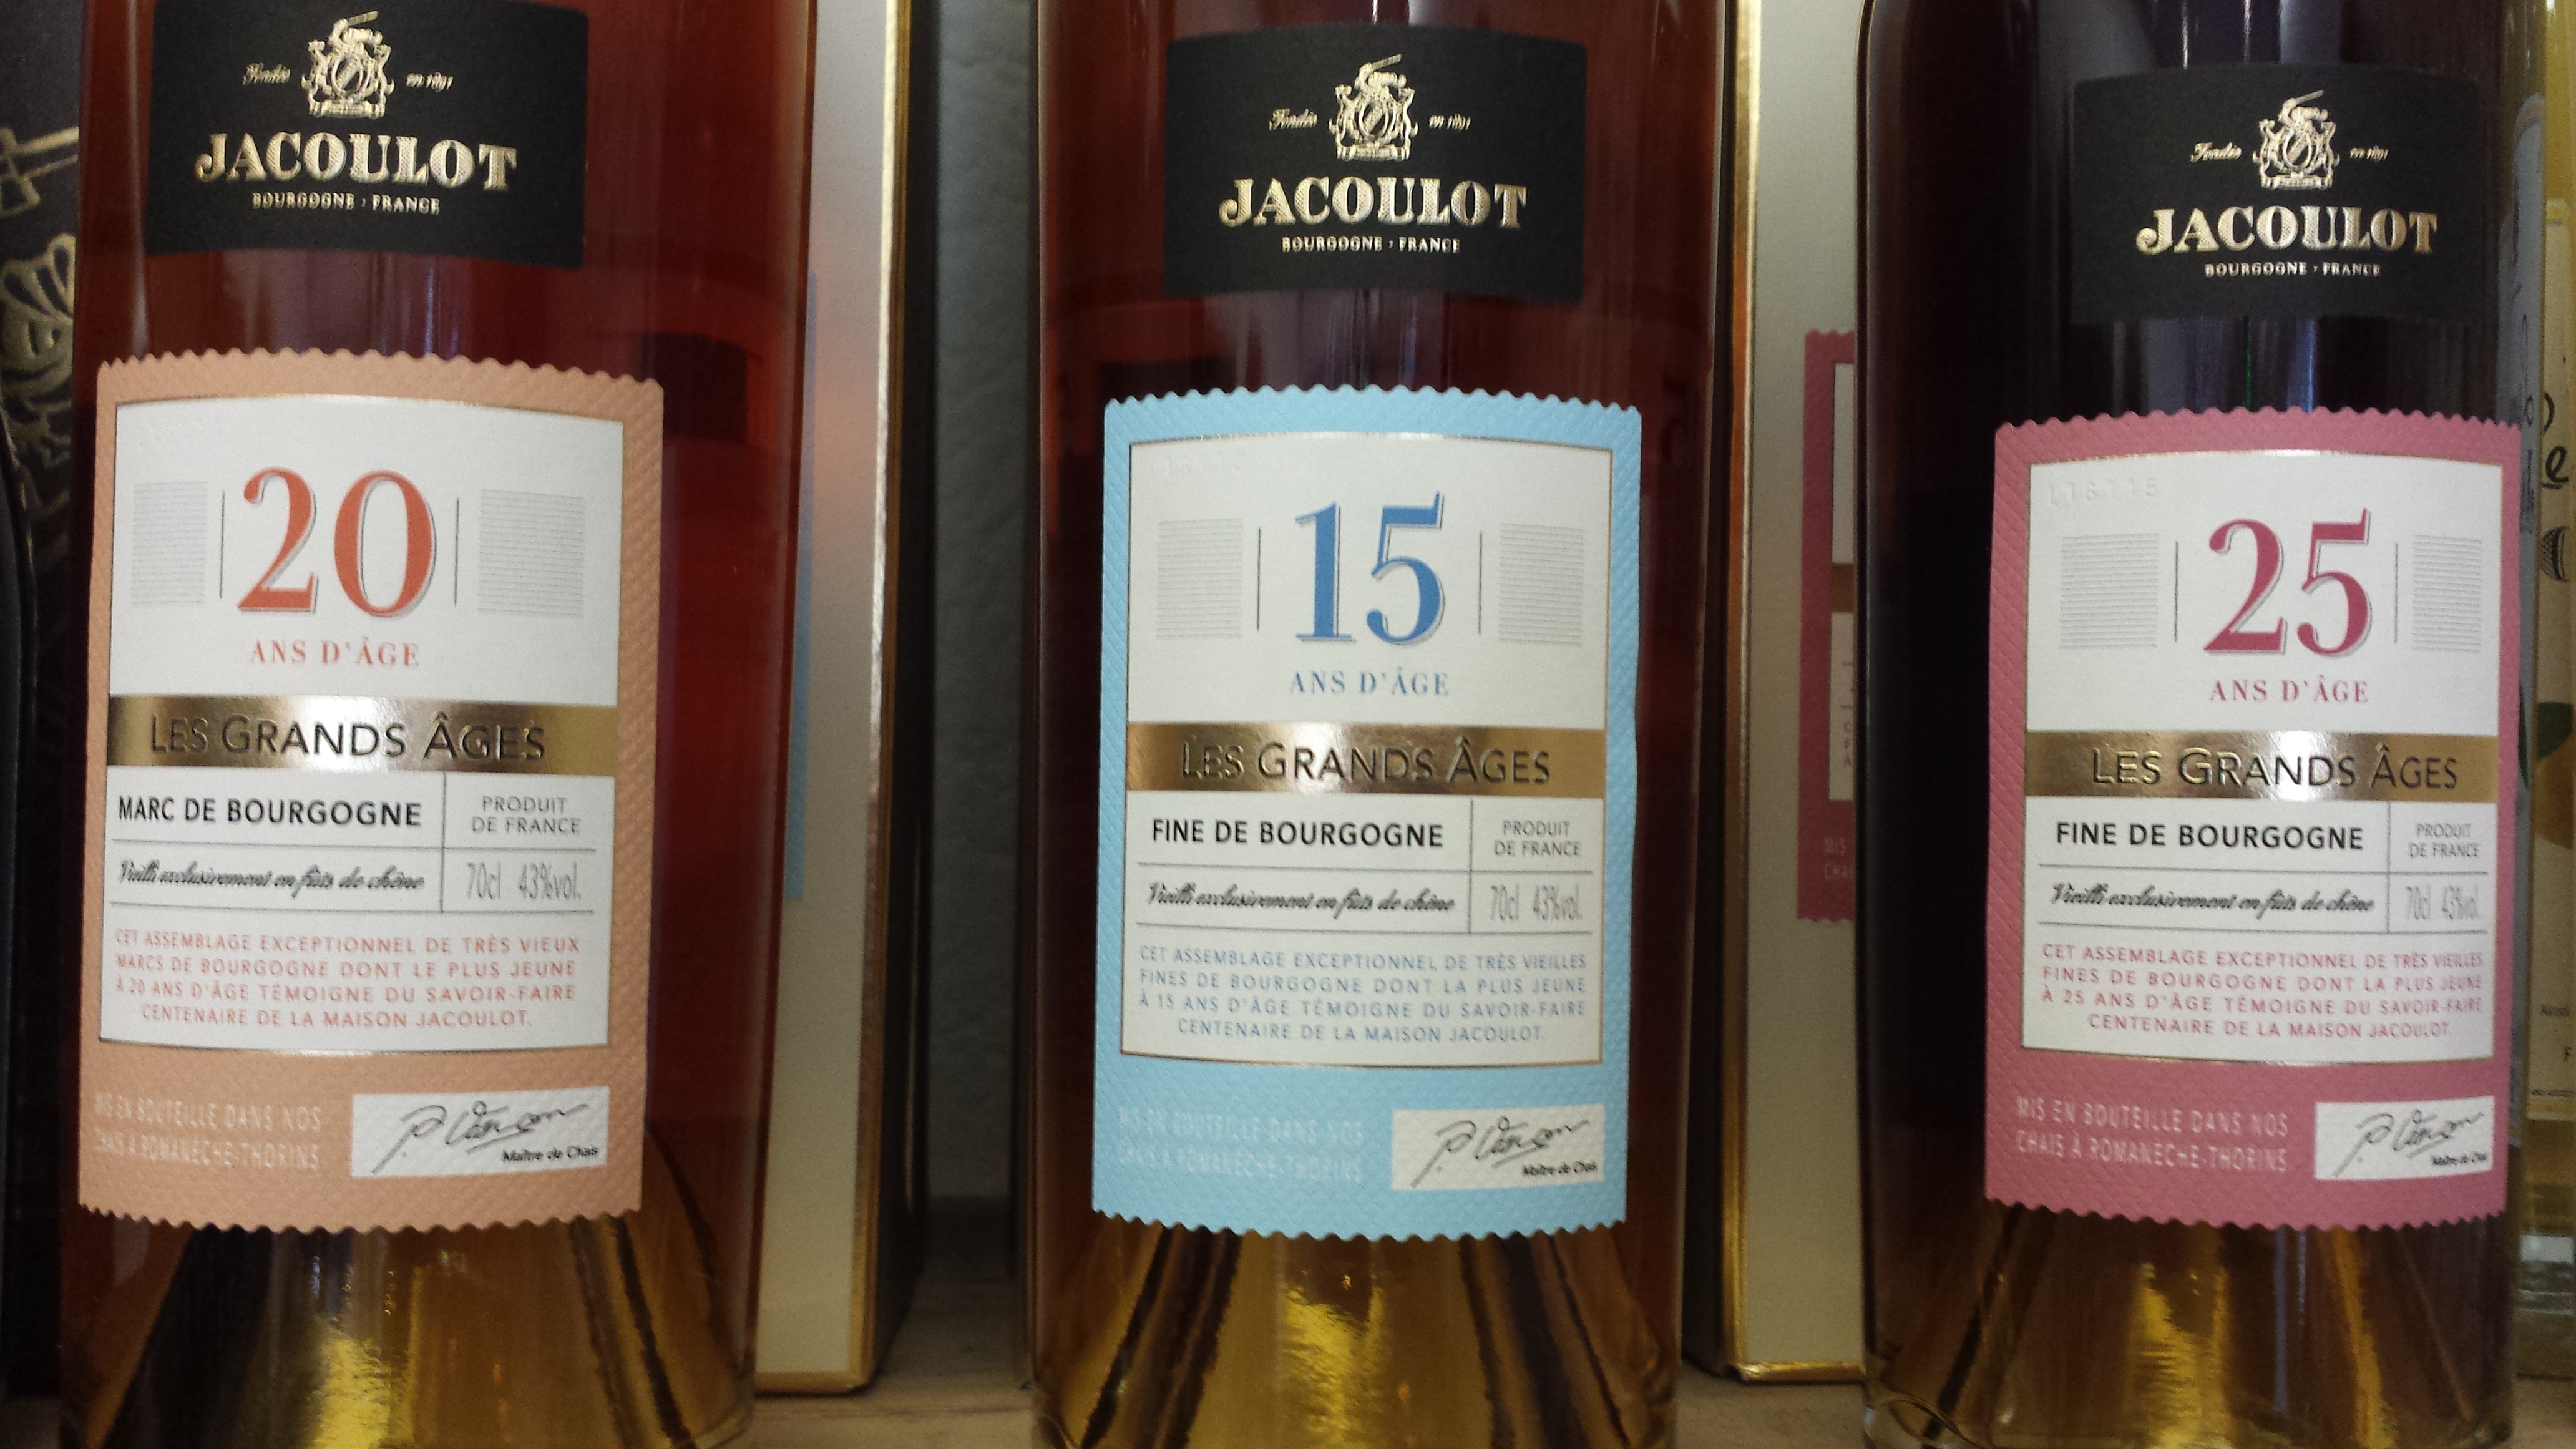 Fondée en 1891
JACOULOT
BOURGOGNE - FRANCE
20
ANS D'ÂGE
LES GRANDS ÂGES
MARC DE BOURGOGNE
PRODUIT
DE FRANCE
Vieilli exclusivement en fûts de chêne
70cl 43%vol.
CET ASSEMBLAGE EXCEPTIONNEL DE TRÈS VIEUX
MARCS DE BOURGOGNE DONT LE PLUS JEUNE
À 20 ANS D'ÂGE TÉMOIGNE DU SAVOIR-FAIRE
CENTENAIRE DE LA MAISON JACOULOT.
MIS EN BOUTEILLE DANS NOS
CHAIS À ROMANÈCHE-THORINS
Maître de Chais
Fondée en 1891
JACOULOT
BOURGOGNE - FRANCE
15
ANS D'ÂGE
LES GRANDS ÂGES
FINE DE BOURGOGNE
PRODUIT
DE FRANCE
Vieilli exclusivement en fûts de chêne
70cl 43%vol.
CET ASSEMBLAGE EXCEPTIONNEL DE TRÈS VIEILLES
FINES DE BOURGOGNE DONT LA PLUS JEUNE
À 15 ANS D'ÂGE TÉMOIGNE DU SAVOIR-FAIRE
CENTENAIRE DE LA MAISON JACOULOT.
MIS EN BOUTEILLE DANS NOS
CHAIS À ROMANÈCHE-THORINS
Maître de Chais
Fondée en 1891
JACOULOT
BOURGOGNE - FRANCE
25
ANS D'ÂGE
LES GRANDS ÂGES
FINE DE BOURGOGNE
PRODUIT
DE FRANCE
Vieilli exclusivement en fûts de chêne
70cl 43%vol.
CET ASSEMBLAGE EXCEPTIONNEL DE TRÈS VIEILLES
FINES DE BOURGOGNE DONT LA PLUS JEUNE
À 25 ANS D'ÂGE TÉMOIGNE DU SAVOIR-FAIRE
CENTENAIRE DE LA MAISON JACOULOT.
MIS EN BOUTEILLE DANS NOS
CHAIS À ROMANÈCHE-THORINS
Maître de Chais